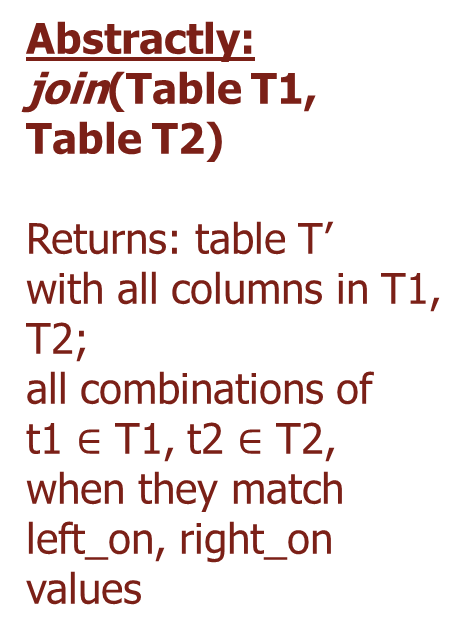 Abstractly:
join(Table T1,
Table T2)
Returns: table T’
with all columns in T1,
T2;
all combinations of
t1 ∈ T1, t2 ∈ T2,
when they match
left_on, right_on
values